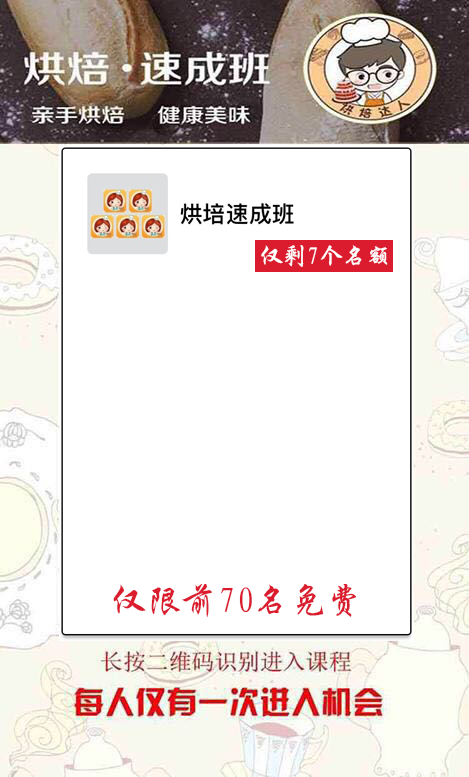 烘焙·速成班
亲手烘焙 健康美味
烘焙达人
烘培速成班
仅剩7个名额
仅限前70名免费
长按二维码识别进入课程
每人仅有一次进入机会